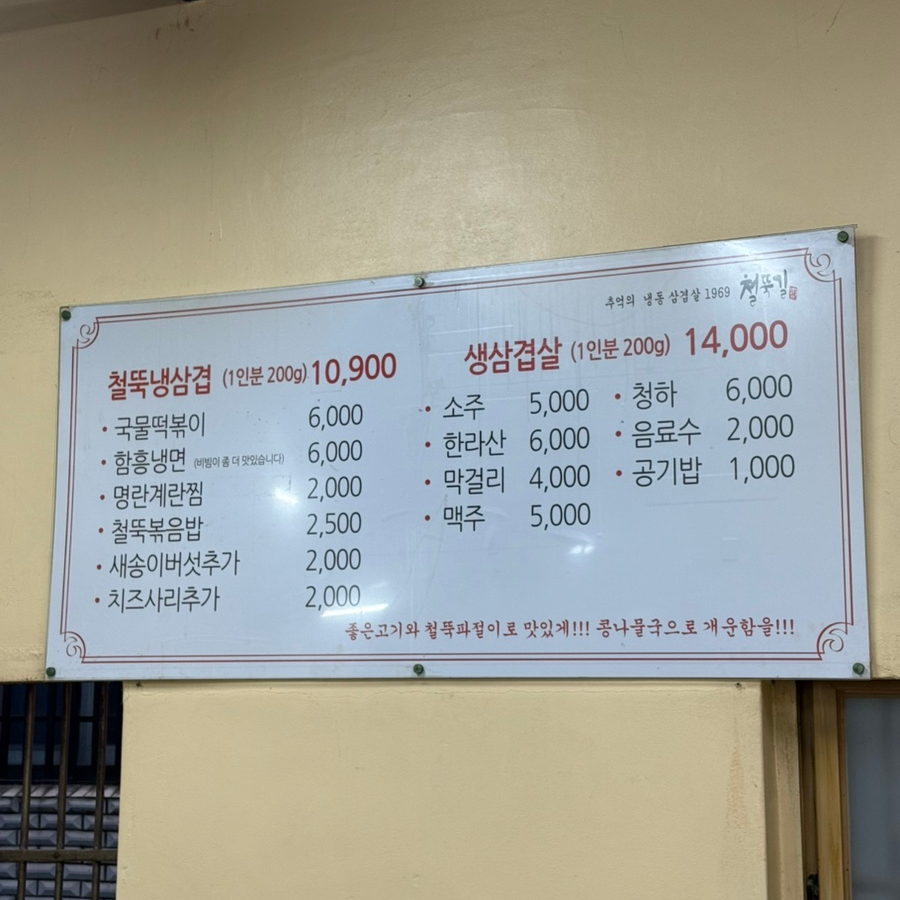 추억의 냉동 삼겹살 1969 철뚝길
철뚝냉삼겹 (1인분 200g) 10,900
• 국물떡볶이 6,000
• 함흥냉면 (비빔이 좀 더 맛있습니다) 6,000
• 명란계란찜 2,000
• 철뚝볶음밥 2,500
• 새송이버섯추가 2,000
• 치즈사리추가 2,000
생삼겹살 (1인분 200g) 14,000
• 소주 5,000
• 한라산 6,000
• 막걸리 4,000
• 맥주 5,000
• 청하 6,000
• 음료수 2,000
• 공기밥 1,000
좋은고기와 철뚝파절이로 맛있게!!! 콩나물국으로 개운함을!!!